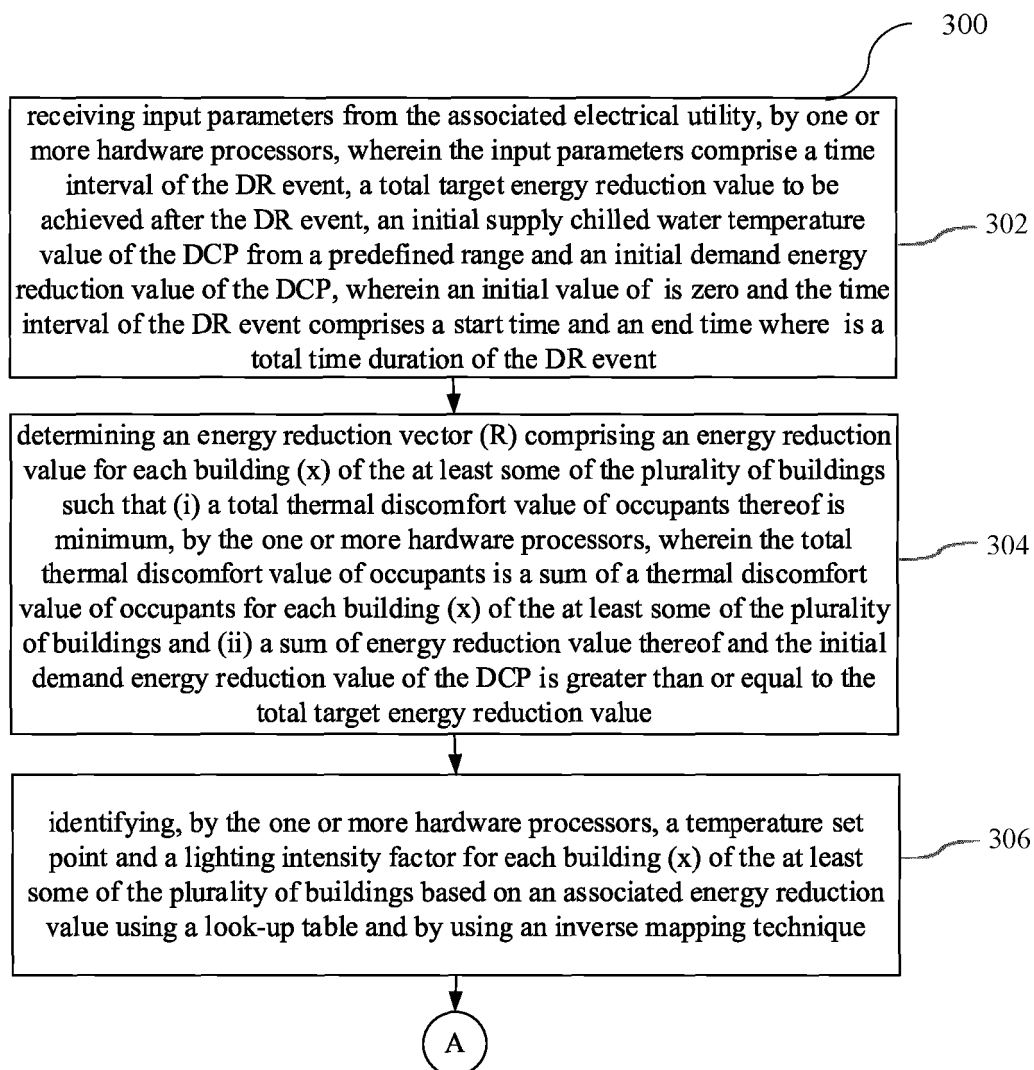 300
receiving input parameters from the associated electrical utility, by one or
more hardware processors, wherein the input parameters comprise a time
interval of the DR event, a total target energy reduction value to be
achieved after the DR event, an initial supply chilled water temperature
value of the DCP from a predefined range and an initial demand energy
reduction value of the DCP, wherein an initial value of is zero and the time
interval of the DR event comprises a start time and an end time where is a
total time duration of the DR event
302
determining an energy reduction vector (R) comprising an energy reduction
value for each building (x) of the at least some of the plurality of buildings
such that (i) a total thermal discomfort value of occupants thereof is
minimum, by the one or more hardware processors, wherein the total
thermal discomfort value of occupants is a sum of a thermal discomfort
value of occupants for each building (x) of the at least some of the plurality
of buildings and (ii) a sum of energy reduction value thereof and the initial
demand energy reduction value of the DCP is greater than or equal to the
total target energy reduction value
304
identifying, by the one or more hardware processors, a temperature set
point and a lighting intensity factor for each building (x) of the at least
some of the plurality of buildings based on an associated energy reduction
value using a look-up table and by using an inverse mapping technique
306
A